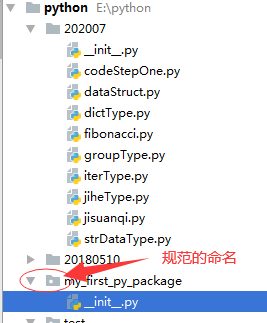 python E:\python
202007
__init__.py
codeStepOne.py
dataStruct.py
dictType.py
fibonacci.py
groupType.py
iterType.py
jiheType.py
jisuanqi.py
strDataType.py
20180510
规范的命名
my_first_py_package
__init__.py
test